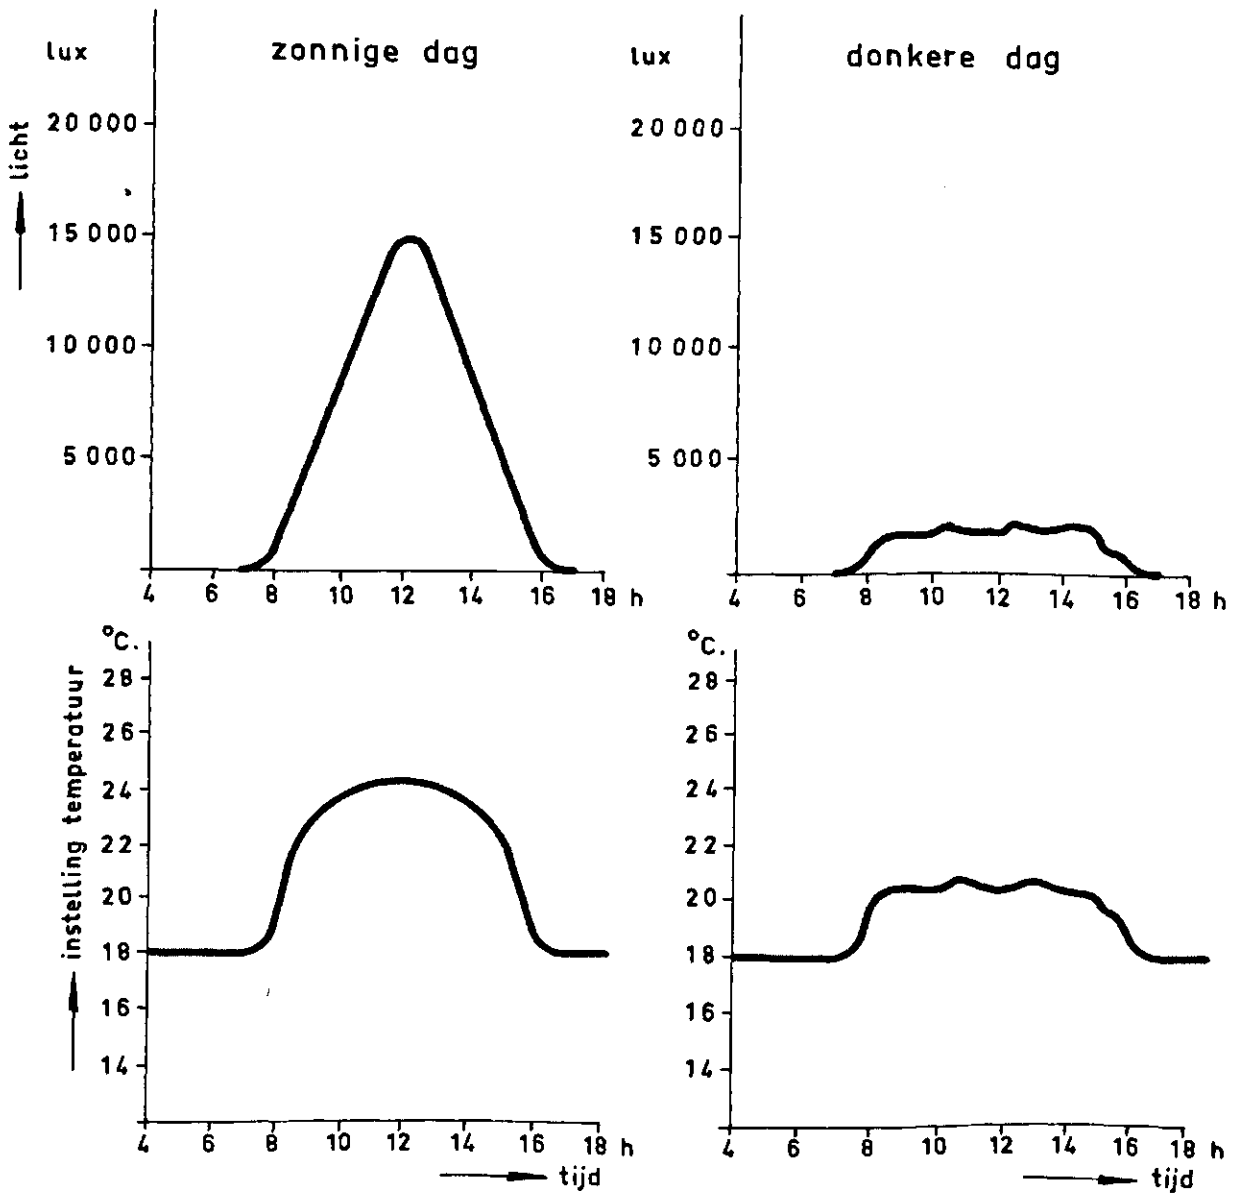 lux zonnige dag
20 000
15 000
10 000
5 000
licht
4 6 8 10 12 14 16 18 h
lux donkere dag
20 000
15 000
10 000
5 000
4 6 8 10 12 14 16 18 h
°C.
28
26
24
22
20
18
16
14
instelling temperatuur
4 6 8 10 12 14 16 18 h
tijd
°C.
28
26
24
22
20
18
16
14
4 6 8 10 12 14 16 18 h
tijd